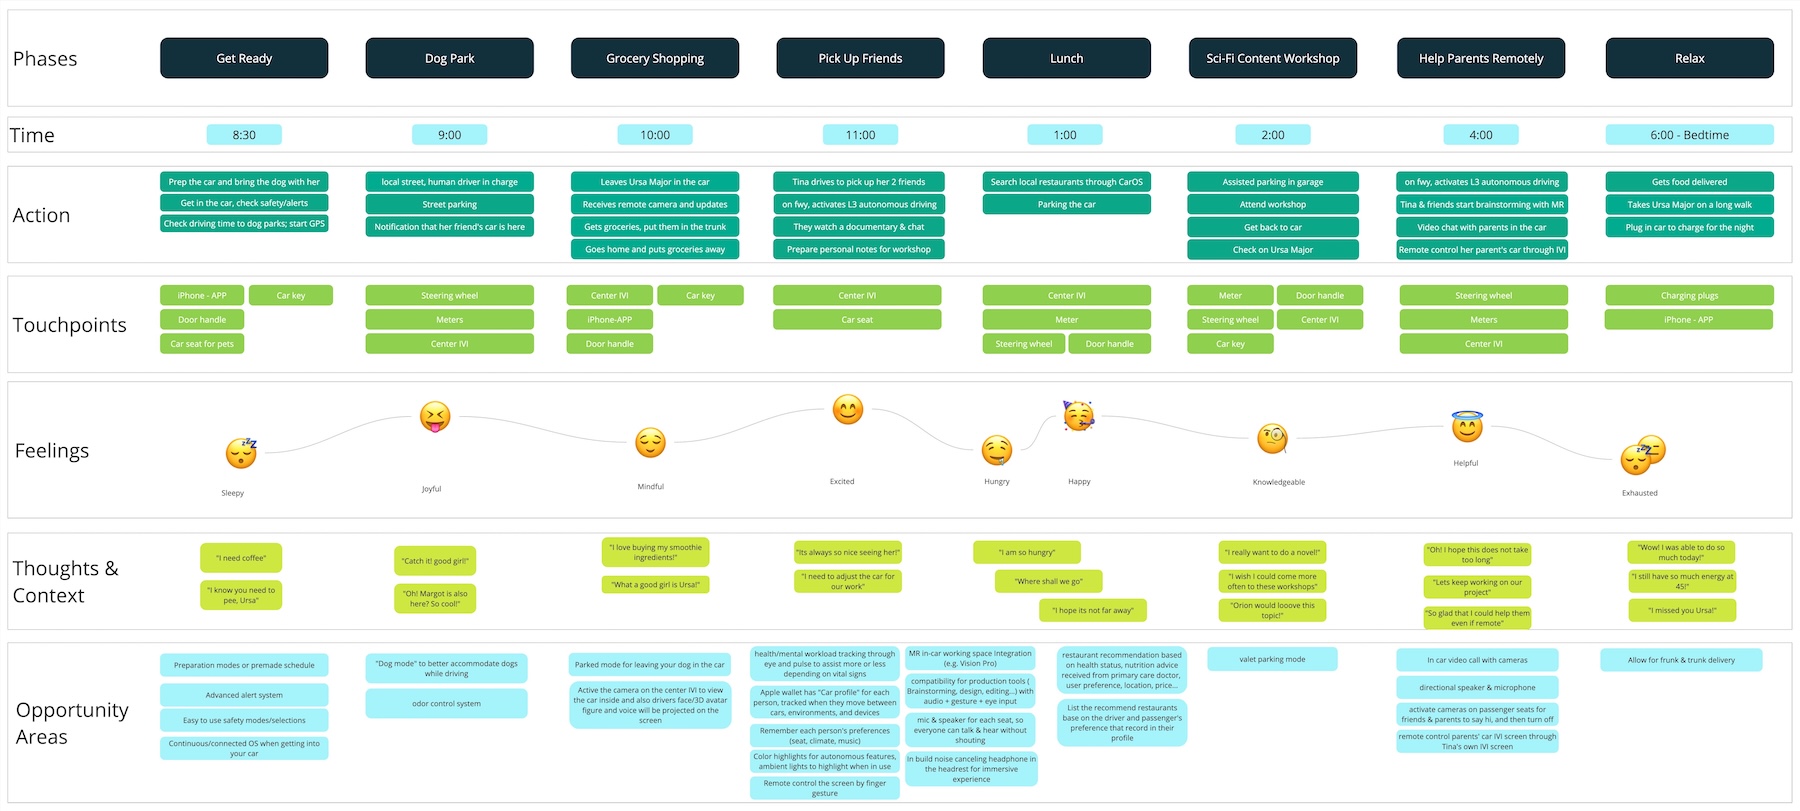 Phases
Get Ready
Dog Park
Grocery Shopping
Pick Up Friends
Lunch
Sci-Fi Content Workshop
Help Parents Remotely
Relax
Time
8:30
9:00
10:00
11:00
1:00
2:00
4:00
6:00 - Bedtime
Action
Prep the car and bring the dog with her
Get in the car, check safety/alerts
Check driving time to dog parks; start GPS
local street, human driver in charge
Street parking
Notification that her friend's car is here
Leaves Ursa Major in the car
Receives remote camera and updates
Gets groceries, put them in the trunk
Goes home and puts groceries away
Tina drives to pick up her 2 friends
on fwy, activates L3 autonomous driving
They watch a documentary & chat
Prepare personal notes for workshop
Search local restaurants through CarOS
Parking the car
Assisted parking in garage
Attend workshop
Get back to car
Check on Ursa Major
on fwy, activates L3 autonomous driving
Tina & friends start brainstorming with MR
Video chat with parents in the car
Remote control her parent's car through IVI
Gets food delivered
Takes Ursa Major on a long walk
Plug in car to charge for the night
Touchpoints
iPhone - APP
Car key
Door handle
Car seat for pets
Steering wheel
Meters
Center IVI
Center IVI
Car key
iPhone-APP
Door handle
Center IVI
Car seat
Center IVI
Meter
Steering wheel
Door handle
Meter
Door handle
Steering wheel
Center IVI
Car key
Steering wheel
Meters
Center IVI
Charging plugs
iPhone - APP
Feelings
Sleepy
Joyful
Mindful
Excited
Hungry
Happy
Knowledgeable
Helpful
Exhausted
Thoughts &
Context
"I need coffee"
"I know you need to
pee, Ursa"
"Catch it! good girl!"
"Oh! Margot is also
here? So cool!"
"I love buying my smoothie
ingredients!"
"What a good girl is Ursa!"
"Its always so nice seeing her!"
"I need to adjust the car for
our work"
"I am so hungry"
"Where shall we go"
"I hope its not far away"
"I really want to do a novel!"
"I wish I could come more
often to these workshops"
"Orion would looove this
topic!"
"Oh! I hope this does not take
too long"
"Lets keep working on our
project"
"So glad that I could help them
even if remote"
"Wow! I was able to do so
much today!"
"I still have so much energy at
45!"
"I missed you Ursa!"
Opportunity
Areas
Preparation modes or premade schedule
Advanced alert system
Easy to use safety modes/selections
Continuous/connected OS when getting into
your car
"Dog mode" to better accommodate dogs
while driving
odor control system
Parked mode for leaving your dog in the car
Active the camera on the center IVI to view
the car inside and also drivers face/3D avatar
figure and voice will be projected on the
screen
health/mental workload tracking through
eye and pulse to assist more or less
depending on vital signs
Apple wallet has "Car profile" for each
person, tracked when they move between
cars, environments, and devices
Remember each person's preferences
(seat, climate, music)
Color highlights for autonomous features,
ambient lights to highlight when in use
Remote control the screen by finger
gesture
MR in-car working space integration
(e.g. Vision Pro)
compatibility for production tools (
Brainstorming, design, editing...) with
audio + gesture + eye input
mic & speaker for each seat, so
everyone can talk & hear without
shouting
In build noise canceling headphone in
the headrest for immersive
experience
restaurant recommendation based
on health status, nutrition advice
received from primary care doctor,
user preference, location, price...
List the recommend restaurants
base on the driver and passenger's
preference that record in their
profile
valet parking mode
In car video call with cameras
directional speaker & microphone
activate cameras on passenger seats for
friends & parents to say hi, and then turn off
remote control parents' car IVI screen through
Tina's own IVI screen
Allow for frunk & trunk delivery